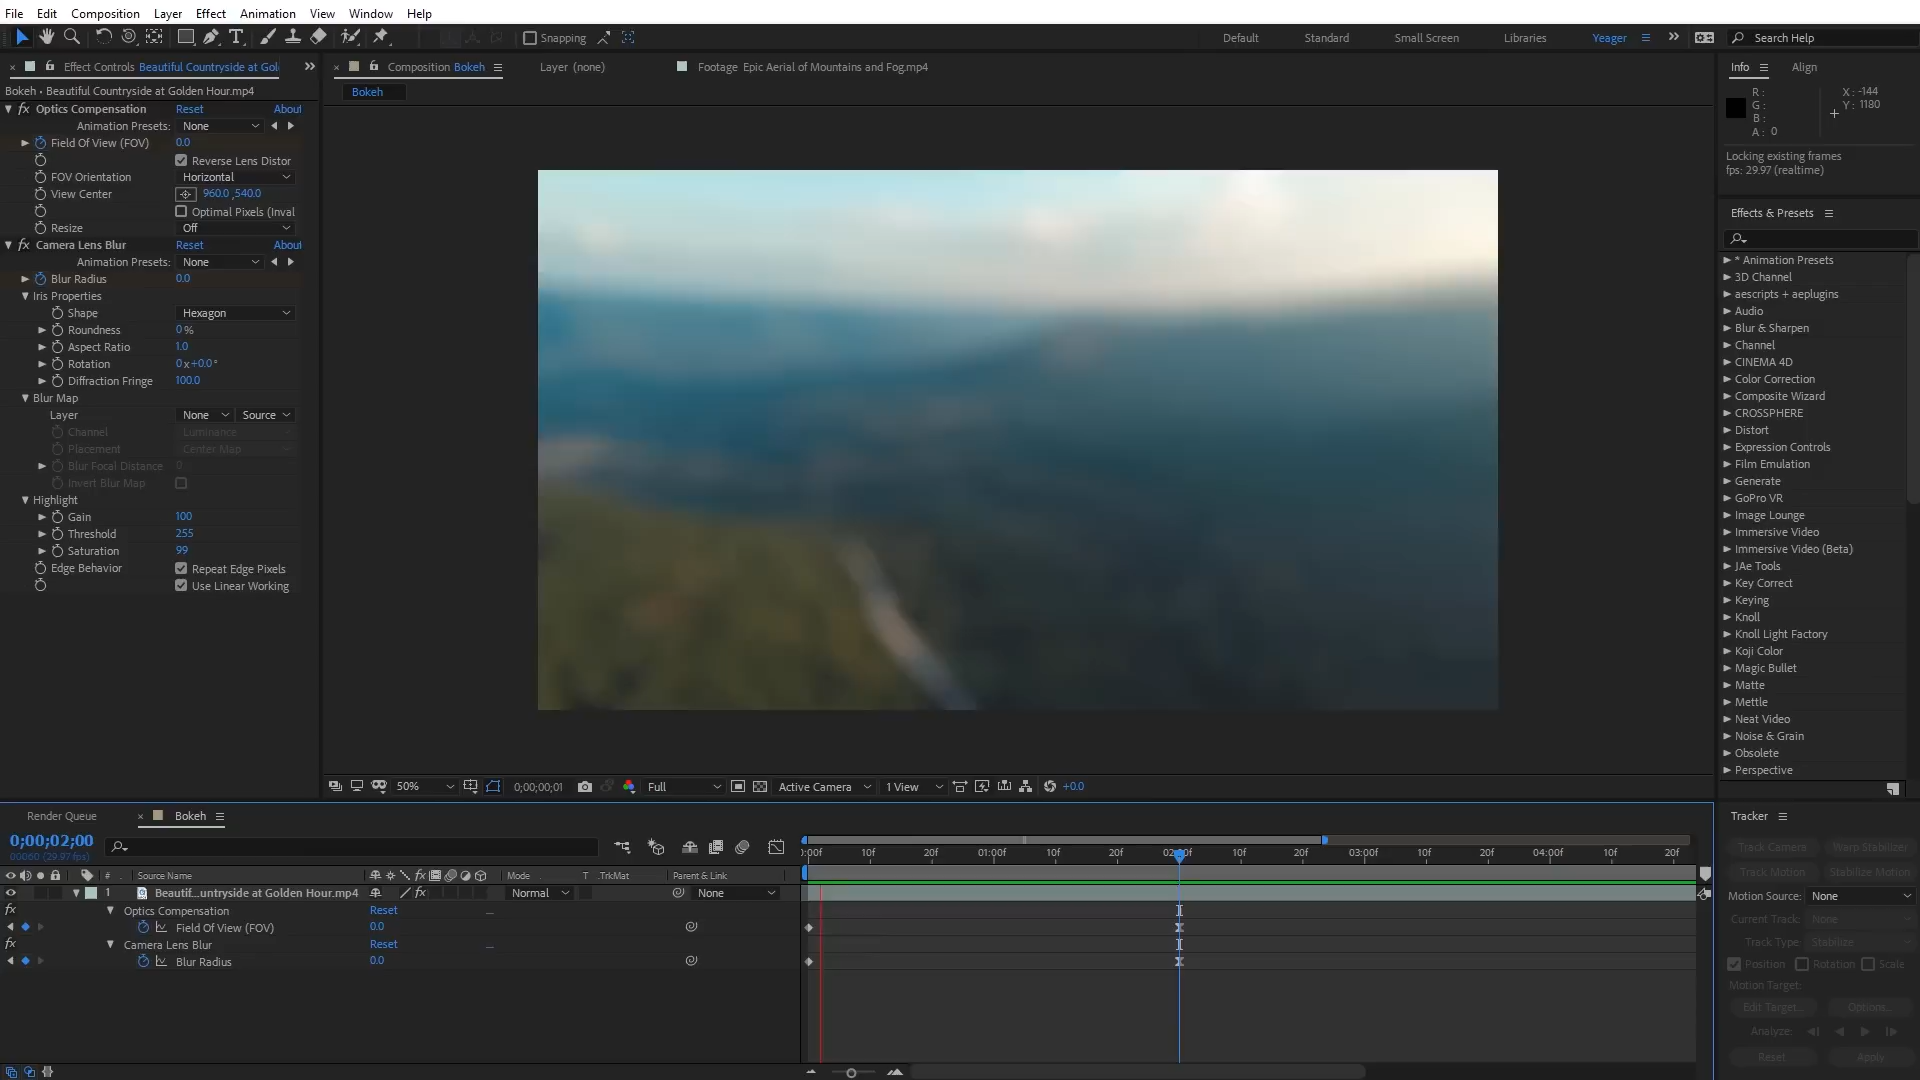 File Edit Composition Layer Effect Animation View Window Help
Snapping
Default Standard Small Screen Libraries Yeager Search Help
Effect Controls Beautiful Countryside at Gol
Composition Bokeh
Layer (none)
Footage Epic Aerial of Mountains and Fog.mp4
Info Align
Bokeh • Beautiful Countryside at Golden Hour.mp4
Bokeh
R :
G :
B :
A : 0
X : -144
Y : 1180
Locking existing frames
fps: 29.97 (realtime)
Optics Compensation Reset About
Animation Presets: None
Field Of View (FOV) 0.0
Reverse Lens Distor
FOV Orientation Horizontal
View Center 960.0 ,540.0
Optimal Pixels (Inval
Resize Off
Camera Lens Blur Reset About
Animation Presets: None
Blur Radius 0.0
Iris Properties
Shape Hexagon
Roundness 0 %
Aspect Ratio 1.0
Rotation 0 x +0.0 °
Diffraction Fringe 100.0
Blur Map
Layer None Source
Channel Luminance
Placement Center Map
Blur Focal Distance 0
Invert Blur Map
Highlight
Gain 100
Threshold 255
Saturation 99
Edge Behavior Repeat Edge Pixels
Use Linear Working
Effects & Presets
* Animation Presets
3D Channel
aescripts + aeplugins
Audio
Blur & Sharpen
Channel
CINEMA 4D
Color Correction
Composite Wizard
CROSSPHERE
Distort
Expression Controls
Film Emulation
Generate
GoPro VR
Image Lounge
Immersive Video
Immersive Video (Beta)
JAe Tools
Key Correct
Keying
Knoll
Knoll Light Factory
Koji Color
Magic Bullet
Matte
Mettle
Neat Video
Noise & Grain
Obsolete
Perspective
50% 0;00;00;01 Full Active Camera 1 View +0.0
Render Queue Bokeh
0;00;02;00
00060 (29.97 fps)
):00f 10f 20f 01:00f 10f 20f 02:00f 10f 20f 03:00f 10f 20f 04:00f 10f 20f
# Source Name Mode T .TrkMat Parent & Link
1 Beautif...untryside at Golden Hour.mp4 Normal None
fx Optics Compensation Reset
Field Of View (FOV) 0.0
fx Camera Lens Blur Reset
Blur Radius 0.0
Tracker
Track Camera Warp Stabilizer
Track Motion Stabilize Motion
Motion Source: None
Current Track: None
Track Type: Stabilize
Position Rotation Scale
Motion Target:
Edit Target... Options...
Analyze:
Reset Apply